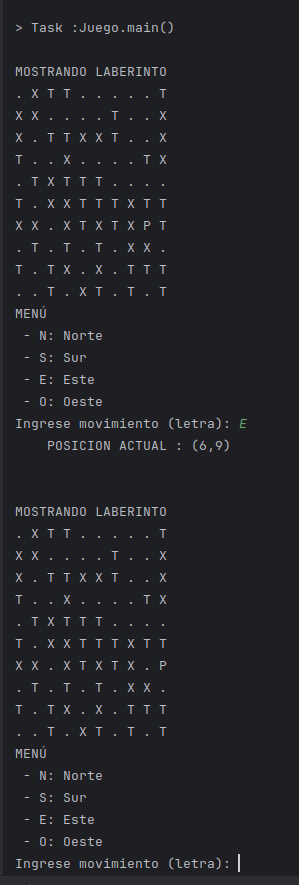 > Task :Juego.main()
MOSTRANDO LABERINTO
. X T T . . . . . T
X X . . . . T . . X
X . T T X X T . . X
T . . X . . . . T X
. T X T T T . . . .
T . X X T T T X T T
X X . X T X T X P T
. T . T . T . X X .
T . T X . X . T T T
. . T . X T . T . T
MENÚ
- N: Norte
- S: Sur
- E: Este
- O: Oeste
Ingrese movimiento (letra): E
POSICION ACTUAL : (6,9)
MOSTRANDO LABERINTO
. X T T . . . . . T
X X . . . . T . . X
X . T T X X T . . X
T . . X . . . . T X
. T X T T T . . . .
T . X X T T T X T T
X X . X T X T X . P
. T . T . T . X X .
T . T X . X . T T T
. . T . X T . T . T
MENÚ
- N: Norte
- S: Sur
- E: Este
- O: Oeste
Ingrese movimiento (letra):